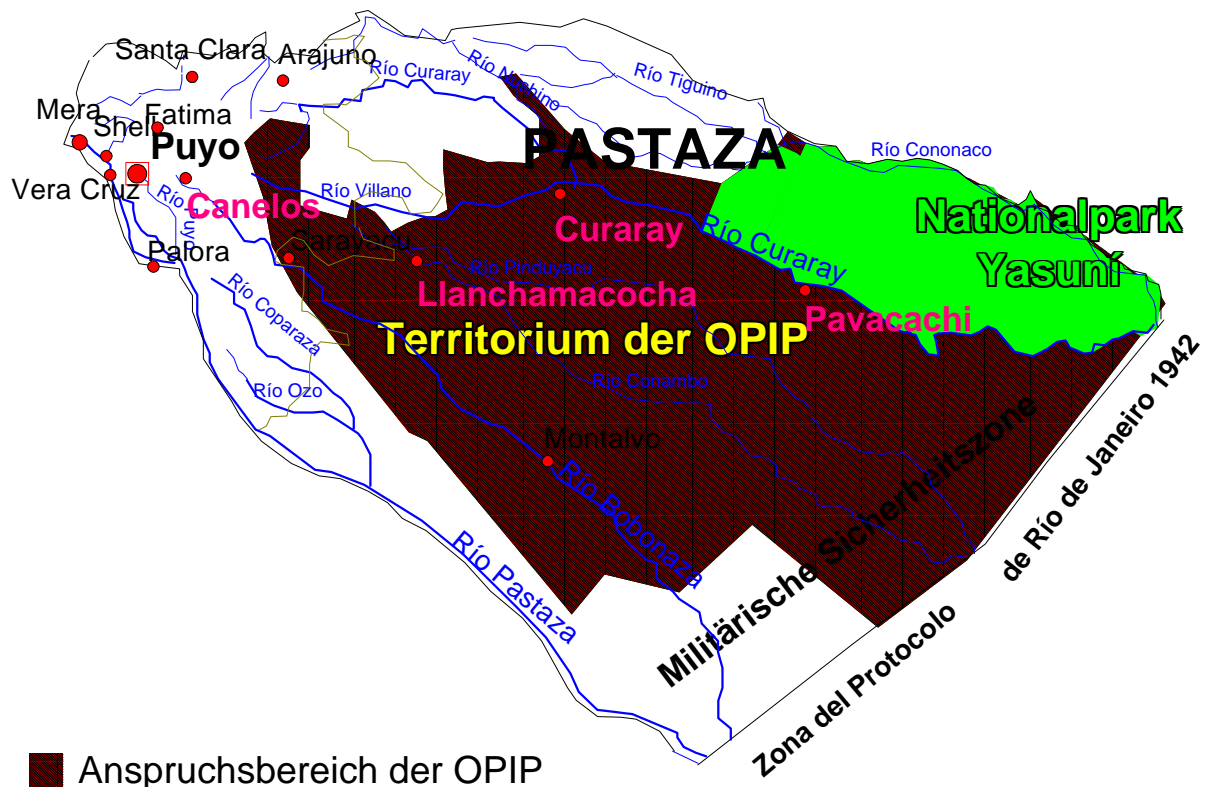 Santa Clara
Arajuno
Río Curaray
Río Nushino
Río Tiguino
Mera
Shell
Fatima
Puyo
PASTAZA
Río Cononaco
Vera Cruz
Río Puyo
Canelos
Río Villano
Curaray
Río Curaray
Nationalpark
Yasuní
Palora
Sarayacu
Río Pinduyacu
Llanchamacocha
Pavacachi
Río Coparaza
Territorium der OPIP
Río Ozo
Río Conambo
Montalvo
Río Bobonaza
Río Pastaza
Militärische Sicherheitszone
Zona del Protocolo
de Río de Janeiro 1942
Anspruchsbereich der OPIP